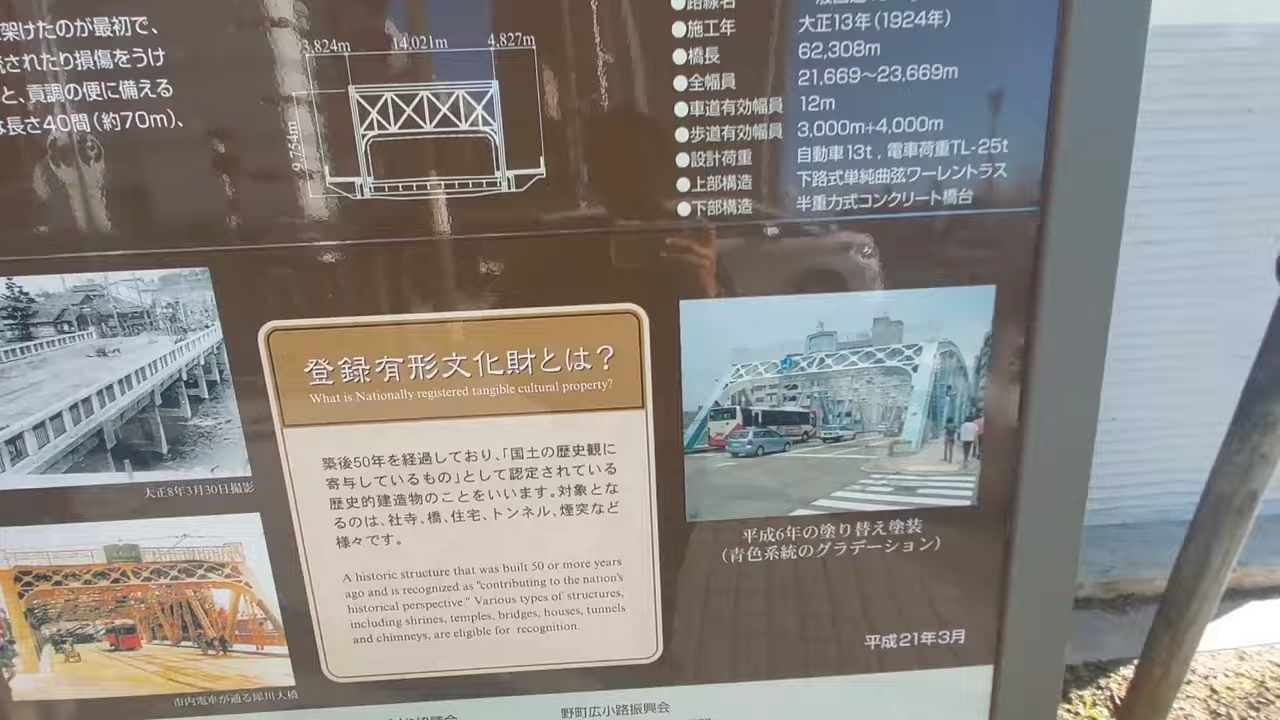 架けたのが最初で、
されたり損傷をうけ
と、貢調の便に備える
な長さ40間(約70m)、
3,824m 14,021m 4,827m
9,754m
●路線名
●施工年 大正13年(1924年)
●橋長 62,308m
●全幅員 21,669〜23,669m
●車道有効幅員 12m
●歩道有効幅員 3,000m+4,000m
●設計荷重 自動車13t , 電車荷重TL-25t
●上部構造 下路式単純曲弦ワーレントラス
●下部構造 半重力式コンクリート橋台
大正8年3月30日撮影
市内電車が通る犀川大橋
登録有形文化財とは?
What is Nationally registered tangible cultural property?
築後50年を経過しており、「国土の歴史観に
寄与しているもの」として認定されている
歴史的建造物のことをいいます。対象とな
るのは、社寺、橋、住宅、トンネル、煙突など
様々です。
A historic structure that was built 50 or more years
ago and is recognized as "contributing to the nation's
historical perspective." Various types of structures,
including shrines, temples, bridges, houses, tunnels
and chimneys, are eligible for recognition.
平成6年の塗り替え塗装
(青色系統のグラデーション)
平成21年3月
協議会
野町広小路振興会